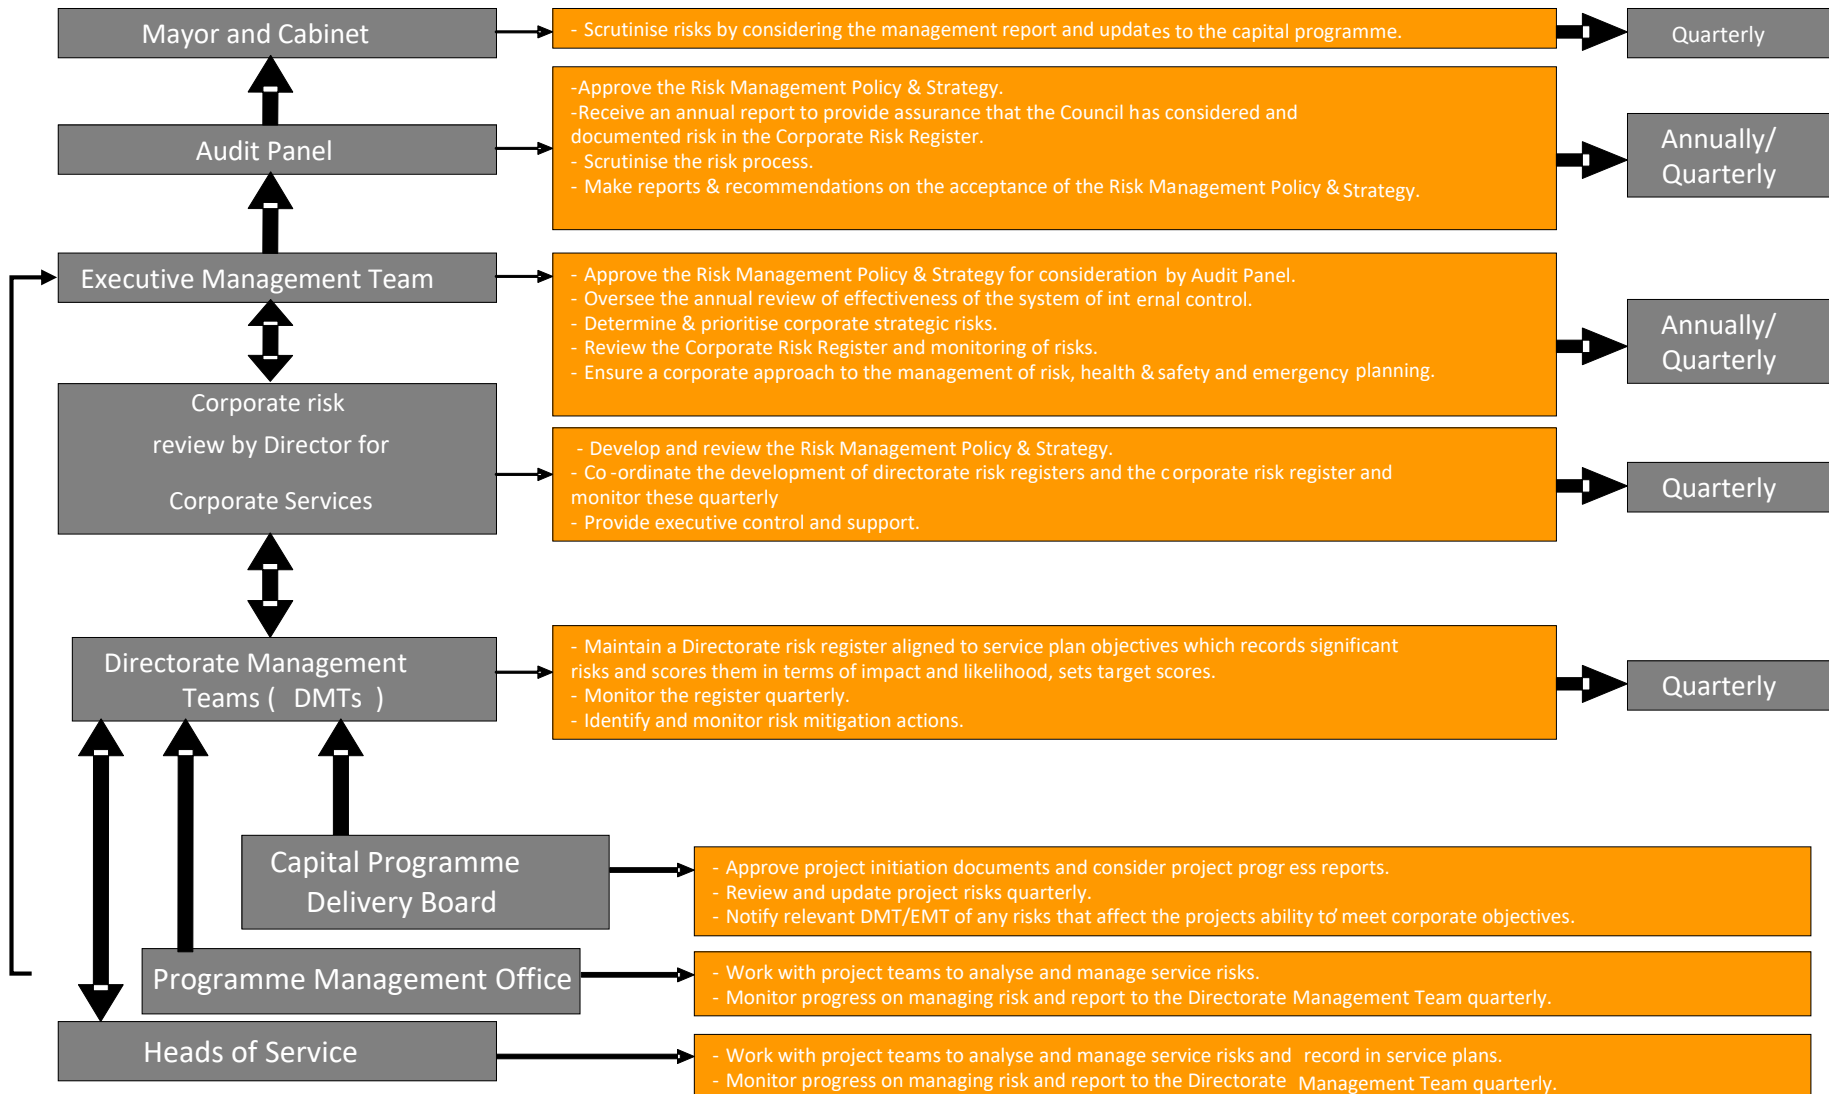 Mayor and Cabinet
- Scrutinise risks by considering the management report and updates to the capital programme.
Quarterly
Audit Panel
-Approve the Risk Management Policy & Strategy.
-Receive an annual report to provide assurance that the Council has considered and
documented risk in the Corporate Risk Register.
- Scrutinise the risk process.
- Make reports & recommendations on the acceptance of the Risk Management Policy & Strategy.
Annually/
Quarterly
Executive Management Team
- Approve the Risk Management Policy & Strategy for consideration by Audit Panel.
- Oversee the annual review of effectiveness of the system of int ernal control.
- Determine & prioritise corporate strategic risks.
- Review the Corporate Risk Register and monitoring of risks.
- Ensure a corporate approach to the management of risk, health & safety and emergency planning.
Annually/
Quarterly
Corporate risk
review by Director for
Corporate Services
- Develop and review the Risk Management Policy & Strategy.
- Co -ordinate the development of directorate risk registers and the corporate risk register and
monitor these quarterly
- Provide executive control and support.
Quarterly
Directorate Management
Teams ( DMTs )
- Maintain a Directorate risk register aligned to service plan objectives which records significant
risks and scores them in terms of impact and likelihood, sets target scores.
- Monitor the register quarterly.
- Identify and monitor risk mitigation actions.
Quarterly
Capital Programme
Delivery Board
- Approve project initiation documents and consider project progr ess reports.
- Review and update project risks quarterly.
- Notify relevant DMT/EMT of any risks that affect the projects ability to’ meet corporate objectives.
Programme Management Office
- Work with project teams to analyse and manage service risks.
- Monitor progress on managing risk and report to the Directorate Management Team quarterly.
Heads of Service
- Work with project teams to analyse and manage service risks and record in service plans.
- Monitor progress on managing risk and report to the Directorate Management Team quarterly.